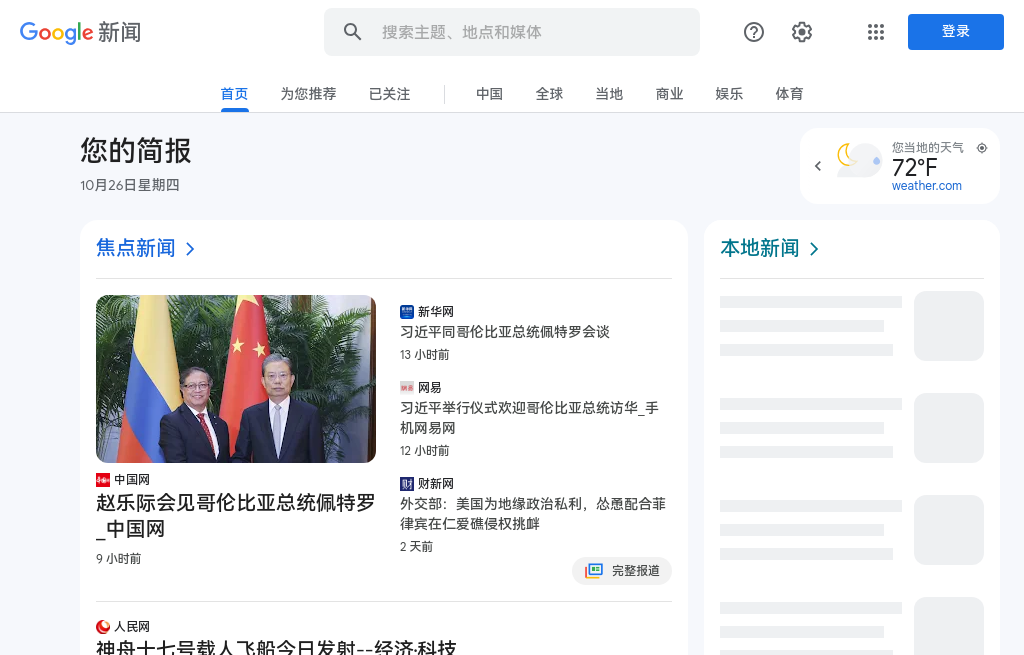 Google 新闻
搜索主题、地点和媒体
登录
首页
为您推荐
已关注
中国
全球
当地
商业
娱乐
体育
您的简报
10月26日星期四
您当地的天气
72°F
weather.com
焦点新闻
中国网
赵乐际会见哥伦比亚总统佩特罗
_中国网
9 小时前
新华网
习近平同哥伦比亚总统佩特罗会谈
13 小时前
网易
习近平举行仪式欢迎哥伦比亚总统访华_手
机网易网
12 小时前
财
财新网
外交部：美国为地缘政治私利，怂恿配合菲
律宾在仁爱礁侵权挑衅
2 天前
完整报道
人民网
神舟十七号载人飞船今日发射--经济·科技
本地新闻